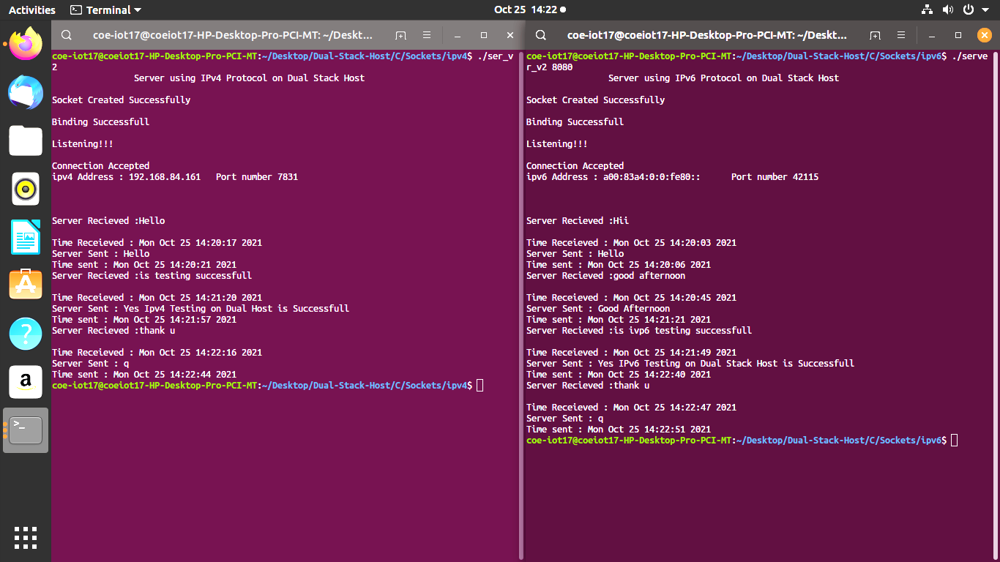 Activities
Terminal
Oct 25 14:22
coe-iot17@coeiot17-HP-Desktop-Pro-PCI-MT: ~/Deskt...
coe-iot17@coeiot17-HP-Desktop-Pro-PCI-MT:~/Desktop/Dual-Stack-Host/C/Sockets/ipv4$ ./ser_v
2
Server using IPv4 Protocol on Dual Stack Host
Socket Created Successfully
Binding Successfull
Listening!!!
Connection Accepted
ipv4 Address : 192.168.84.161 Port number 7831
Server Recieved :Hello
Time Receieved : Mon Oct 25 14:20:17 2021
Server Sent : Hello
Time sent : Mon Oct 25 14:20:21 2021
Server Recieved :is testing successfull
Time Receieved : Mon Oct 25 14:21:20 2021
Server Sent : Yes Ipv4 Testing on Dual Host is Successfull
Time sent : Mon Oct 25 14:21:57 2021
Server Recieved :thank u
Time Receieved : Mon Oct 25 14:22:16 2021
Server Sent : q
Time sent : Mon Oct 25 14:22:44 2021
coe-iot17@coeiot17-HP-Desktop-Pro-PCI-MT:~/Desktop/Dual-Stack-Host/C/Sockets/ipv4$
coe-iot17@coeiot17-HP-Desktop-Pro-PCI-MT: ~/Deskt...
coe-iot17@coeiot17-HP-Desktop-Pro-PCI-MT:~/Desktop/Dual-Stack-Host/C/Sockets/ipv6$ ./serve
r_v2 8080
Server using IPv6 Protocol on Dual Stack Host
Socket Created Successfully
Binding Successfull
Listening!!!
Connection Accepted
ipv6 Address : a00:83a4:0:0:fe80:: Port number 42115
Server Recieved :Hii
Time Receieved : Mon Oct 25 14:20:03 2021
Server Sent : Hello
Time sent : Mon Oct 25 14:20:06 2021
Server Recieved :good afternoon
Time Receieved : Mon Oct 25 14:20:45 2021
Server Sent : Good Afternoon
Time sent : Mon Oct 25 14:21:21 2021
Server Recieved :is ivp6 testing successfull
Time Receieved : Mon Oct 25 14:21:49 2021
Server Sent : Yes IPv6 Testing on Dual Stack Host is Successfull
Time sent : Mon Oct 25 14:22:40 2021
Server Recieved :thank u
Time Receieved : Mon Oct 25 14:22:47 2021
Server Sent : q
Time sent : Mon Oct 25 14:22:51 2021
coe-iot17@coeiot17-HP-Desktop-Pro-PCI-MT:~/Desktop/Dual-Stack-Host/C/Sockets/ipv6$